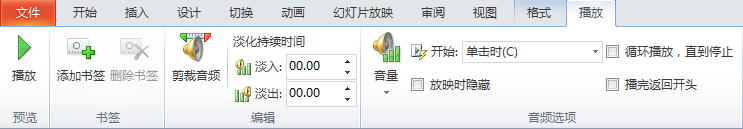 文件 开始 插入 设计 切换 动画 幻灯片放映 审阅 视图 格式 播放
播放
预览
添加书签 删除书签
书签
剪裁音频
淡化持续时间
淡入: 00.00
淡出: 00.00
编辑
音量
开始: 单击时(C)
放映时隐藏
循环播放，直到停止
播完返回开头
音频选项